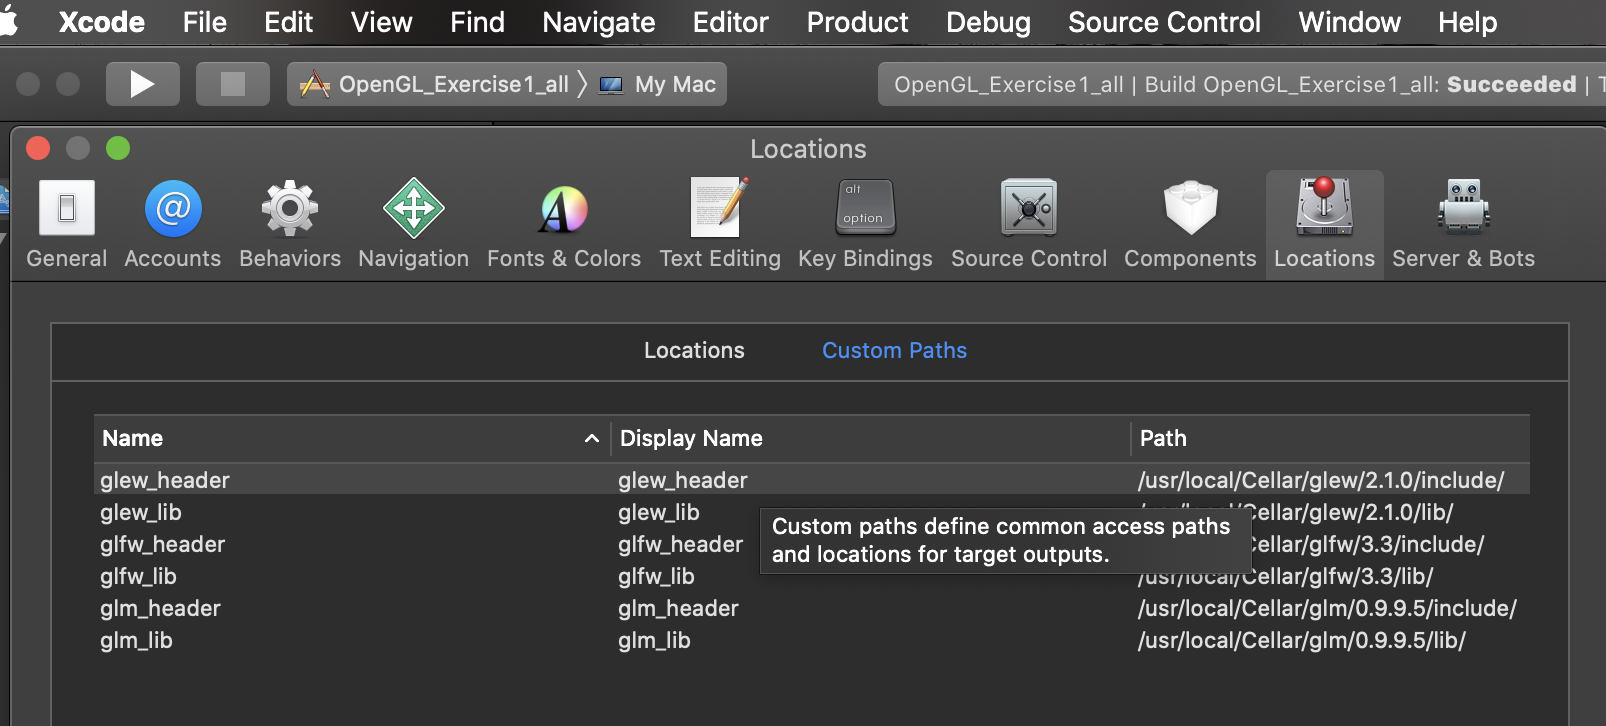 Xcode File Edit View Find Navigate Editor Product Debug Source Control Window Help
OpenGL_Exercise1_all My Mac OpenGL_Exercise1_all | Build OpenGL_Exercise1_all: Succeeded | T
Locations
alt
option
General Accounts Behaviors Navigation Fonts & Colors Text Editing Key Bindings Source Control Components Locations Server & Bots
Locations Custom Paths
Name Display Name Path
glew_header glew_header /usr/local/Cellar/glew/2.1.0/include/
glew_lib glew_lib /usr/local/Cellar/glew/2.1.0/lib/
Custom paths define common access paths
glfw_header glfw_header ellar/glfw/3.3/include/
and locations for target outputs.
glfw_lib glfw_lib /usr/local/Cellar/glfw/3.3/lib/
glm_header glm_header /usr/local/Cellar/glm/0.9.9.5/include/
glm_lib glm_lib /usr/local/Cellar/glm/0.9.9.5/lib/